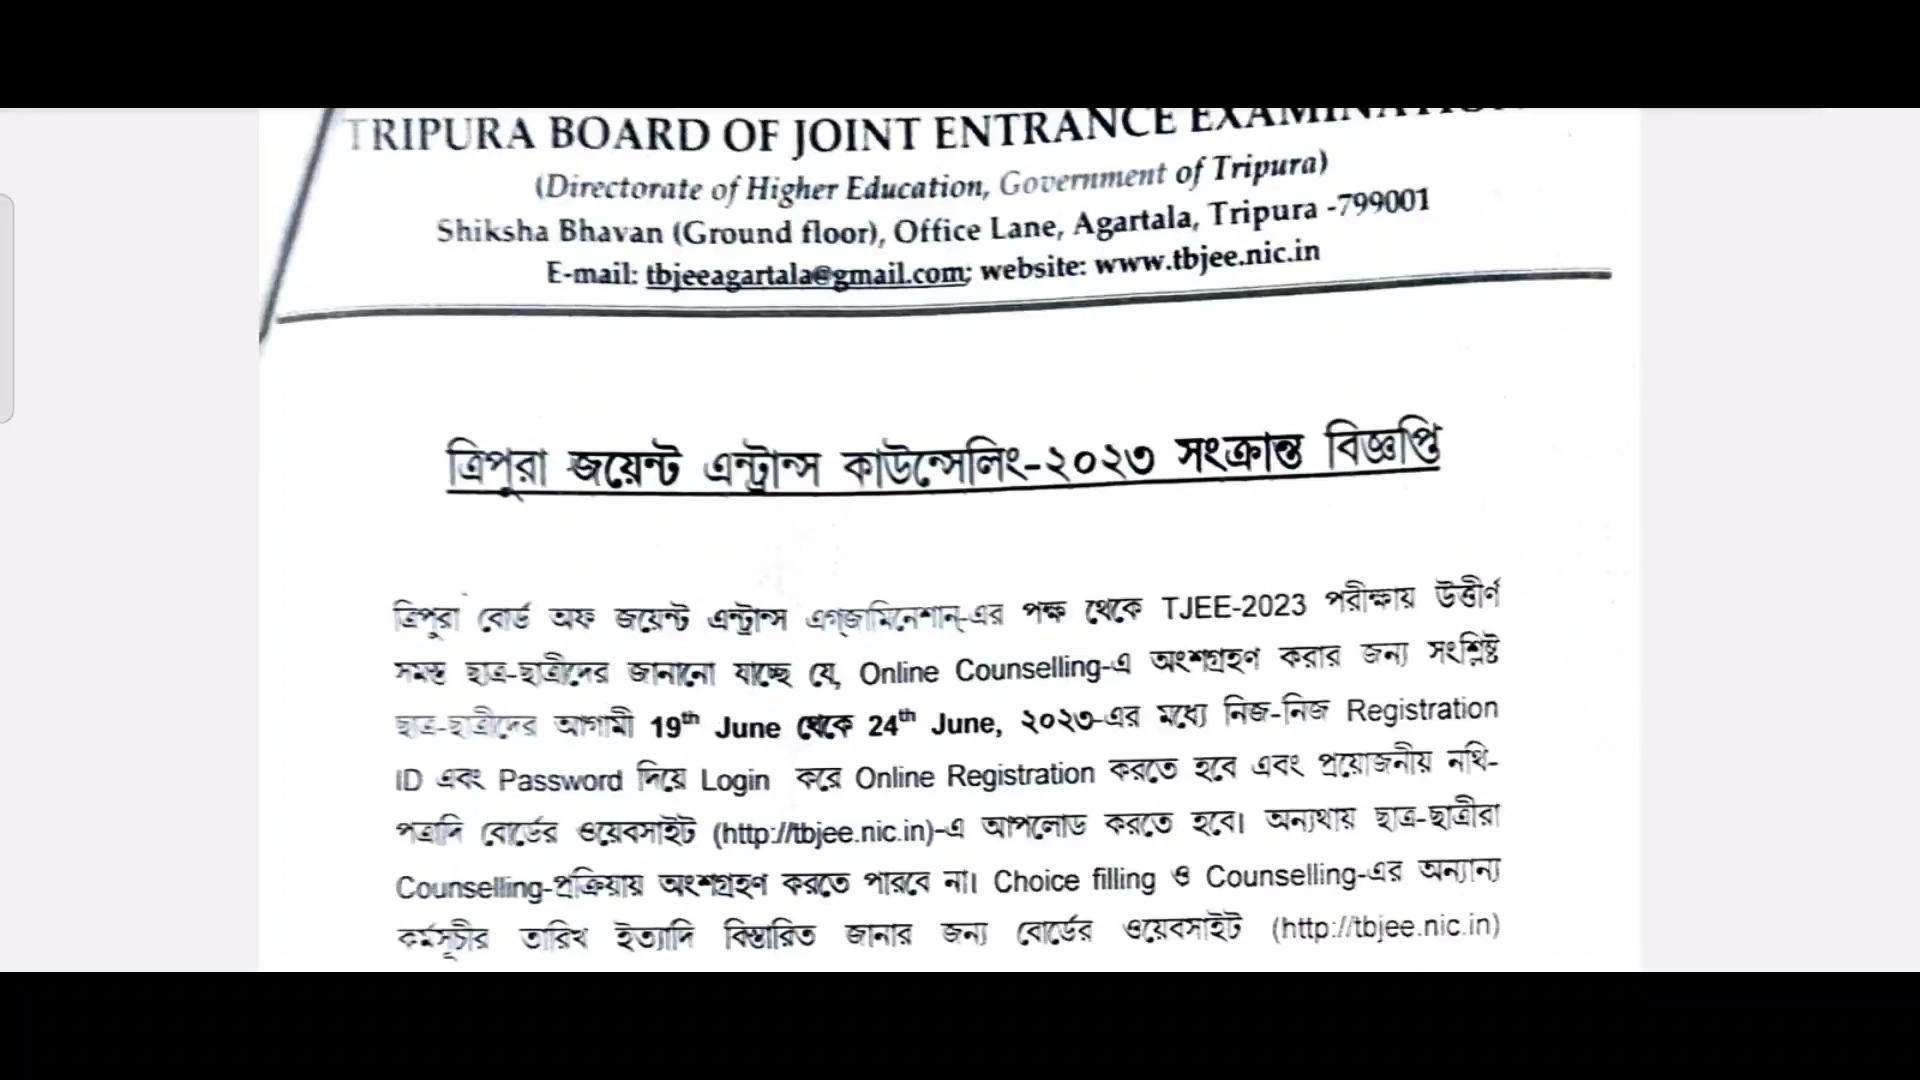 TRIPURA BOARD OF JOINT ENTRANCE EXAMINATION
(Directorate of Higher Education, Government of Tripura)
Shiksha Bhavan (Ground floor), Office Lane, Agartala, Tripura -799001
E-mail: tbjeeagartala@gmail.com; website: www.tbjee.nic.in
ত্রিপুরা জয়েন্ট এন্ট্রান্স কাউন্সেলিং-২০২৩ সংক্রান্ত বিজ্ঞপ্তি
ত্রিপুরা বোর্ড অফ জয়েন্ট এন্ট্রান্স এগ্জামিনেশান্-এর পক্ষ থেকে TJEE-2023 পরীক্ষায় উত্তীর্ণ
সমস্ত ছাত্র-ছাত্রীদের জানানো যাচ্ছে যে, Online Counselling-এ অংশগ্রহণ করার জন্য সংশ্লিষ্ট
ছাত্র-ছাত্রীদের আগামী 19th June থেকে 24th June, ২০২৩-এর মধ্যে নিজ-নিজ Registration
ID এবং Password দিয়ে Login করে Online Registration করতে হবে এবং প্রয়োজনীয় নথি-
পত্রাদি বোর্ডের ওয়েবসাইট (http://tbjee.nic.in)-এ আপলোড করতে হবে। অন্যথায় ছাত্র-ছাত্রীরা
Counselling-প্রক্রিয়ায় অংশগ্রহণ করতে পারবে না। Choice filling ও Counselling-এর অন্যান্য
কর্মসূচীর তারিখ ইত্যাদি বিস্তারিত জানার জন্য বোর্ডের ওয়েবসাইট (http://tbjee.nic.in)